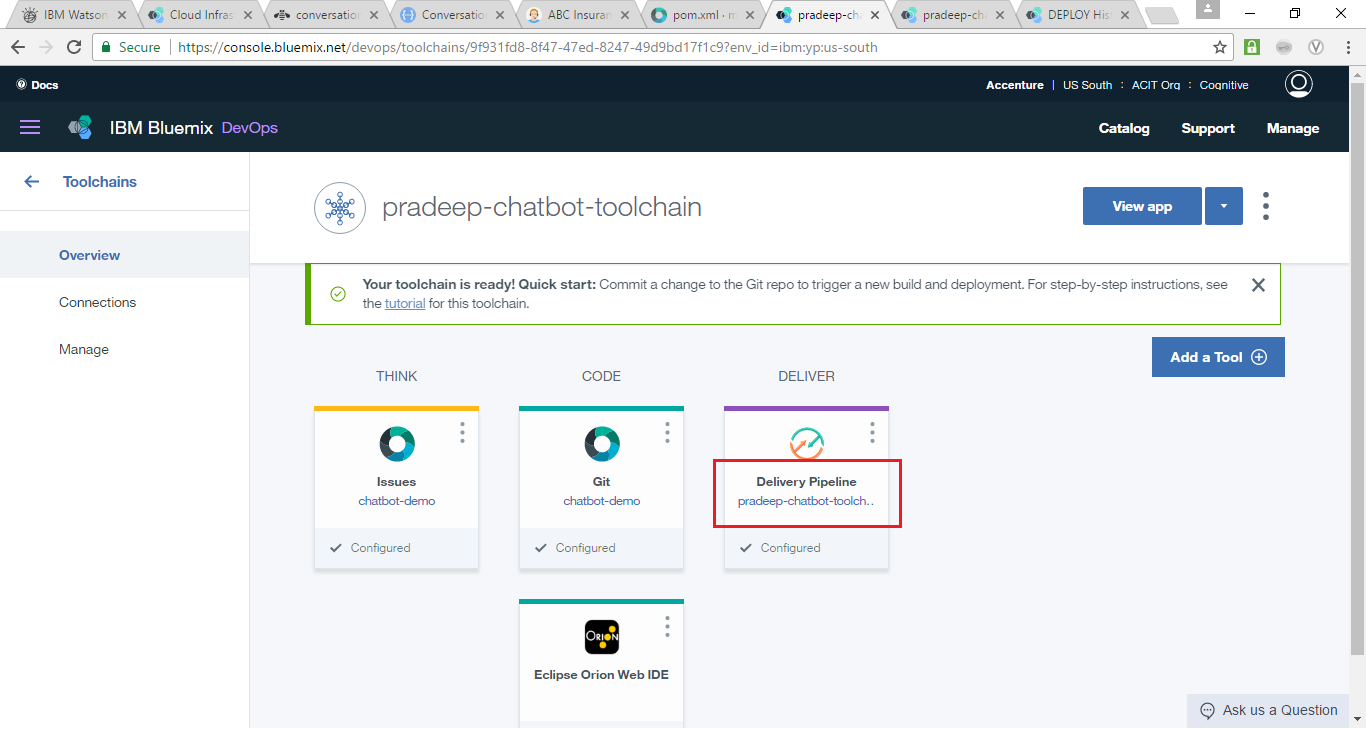 IBM Watson
Cloud Infras
conversation
Conversatio
ABC Insuran
pom.xml - m
pradeep-cha
pradeep-cha
DEPLOY Hist
Secure
https://console.bluemix.net/devops/toolchains/9f931fd8-8f47-47ed-8247-49d9bd17f1c9?env_id=ibm:yp:us-south
Docs
Accenture | US South : ACIT Org : Cognitive
IBM Bluemix DevOps
Catalog
Support
Manage
Toolchains
Overview
Connections
Manage
pradeep-chatbot-toolchain
View app
Your toolchain is ready! Quick start: Commit a change to the Git repo to trigger a new build and deployment. For step-by-step instructions, see
the tutorial for this toolchain.
Add a Tool
THINK
CODE
DELIVER
Issues
chatbot-demo
Configured
Git
chatbot-demo
Configured
Delivery Pipeline
pradeep-chatbot-toolch..
Configured
ORION
Eclipse Orion Web IDE
Ask us a Question